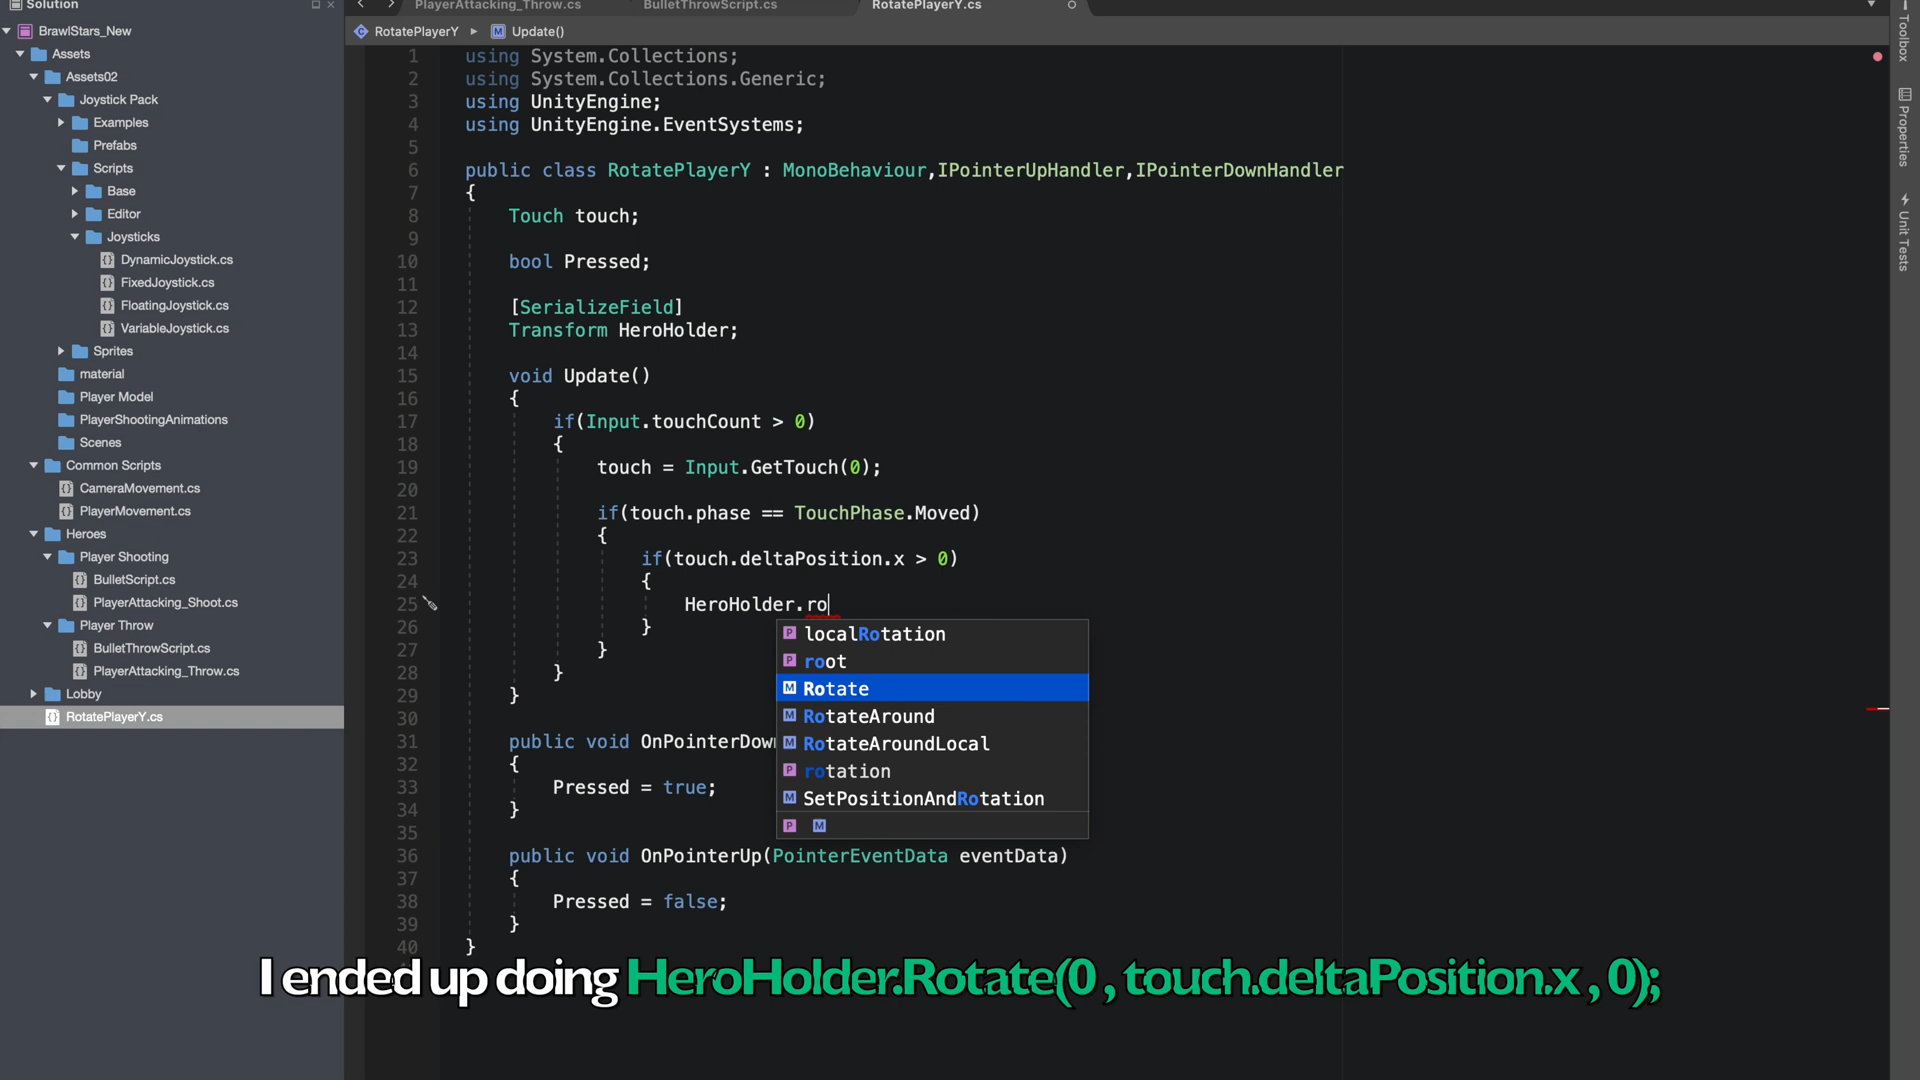 Solution
BrawlStars_New
Assets
Assets02
Joystick Pack
Examples
Prefabs
Scripts
Base
Editor
Joysticks
DynamicJoystick.cs
FixedJoystick.cs
FloatingJoystick.cs
VariableJoystick.cs
Sprites
material
Player Model
PlayerShootingAnimations
Scenes
Common Scripts
CameraMovement.cs
PlayerMovement.cs
Heroes
Player Shooting
BulletScript.cs
PlayerAttacking_Shoot.cs
Player Throw
BulletThrowScript.cs
PlayerAttacking_Throw.cs
Lobby
RotatePlayerY.cs
PlayerAttacking_Throw.cs
BulletThrowScript.cs
RotatePlayerY.cs
RotatePlayerY
Update()
1 using System.Collections;
2 using System.Collections.Generic;
3 using UnityEngine;
4 using UnityEngine.EventSystems;
5
6 public class RotatePlayerY : MonoBehaviour,IPointerUpHandler,IPointerDownHandler
7 {
8 Touch touch;
9
10 bool Pressed;
11
12 [SerializeField]
13 Transform HeroHolder;
14
15 void Update()
16 {
17 if(Input.touchCount > 0)
18 {
19 touch = Input.GetTouch(0);
20
21 if(touch.phase == TouchPhase.Moved)
22 {
23 if(touch.deltaPosition.x > 0)
24 {
25 HeroHolder.ro
26 }
27 }
28 }
29 }
30
31 public void OnPointerDown
32 {
33 Pressed = true;
34 }
35
36 public void OnPointerUp(PointerEventData eventData)
37 {
38 Pressed = false;
39 }
40 }
localRotation
root
Rotate
RotateAround
RotateAroundLocal
rotation
SetPositionAndRotation
I ended up doing HeroHolder.Rotate(0 , touch.deltaPosition.x , 0);
Toolbox
Properties
Unit Tests